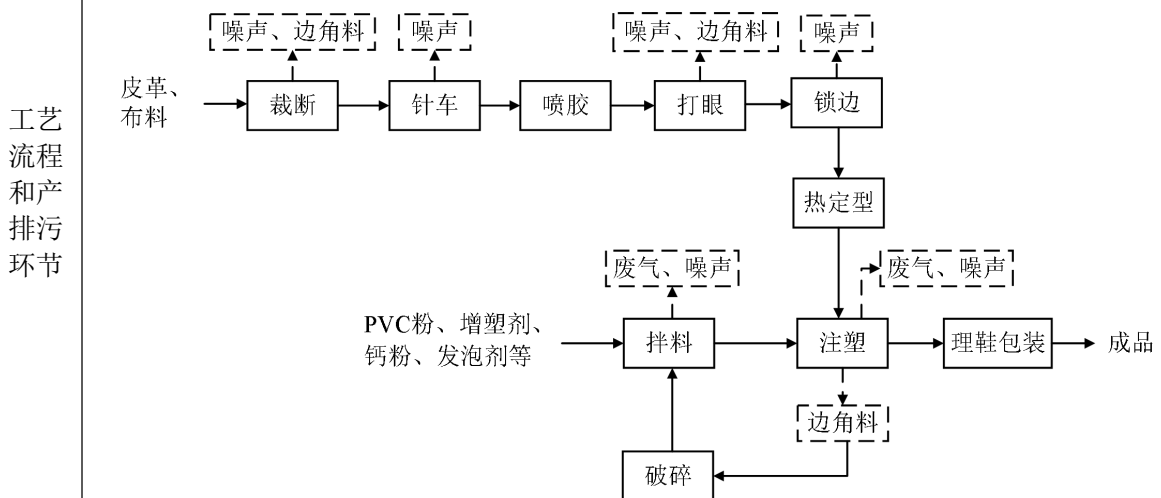 工艺
流程
和产
排污
环节
噪声、边角料
噪声
噪声、边角料
噪声
皮革、
布料
裁断
针车
喷胶
打眼
锁边
热定型
废气、噪声
废气、噪声
PVC粉、增塑剂、
钙粉、发泡剂等
拌料
注塑
理鞋包装
成品
边角料
破碎